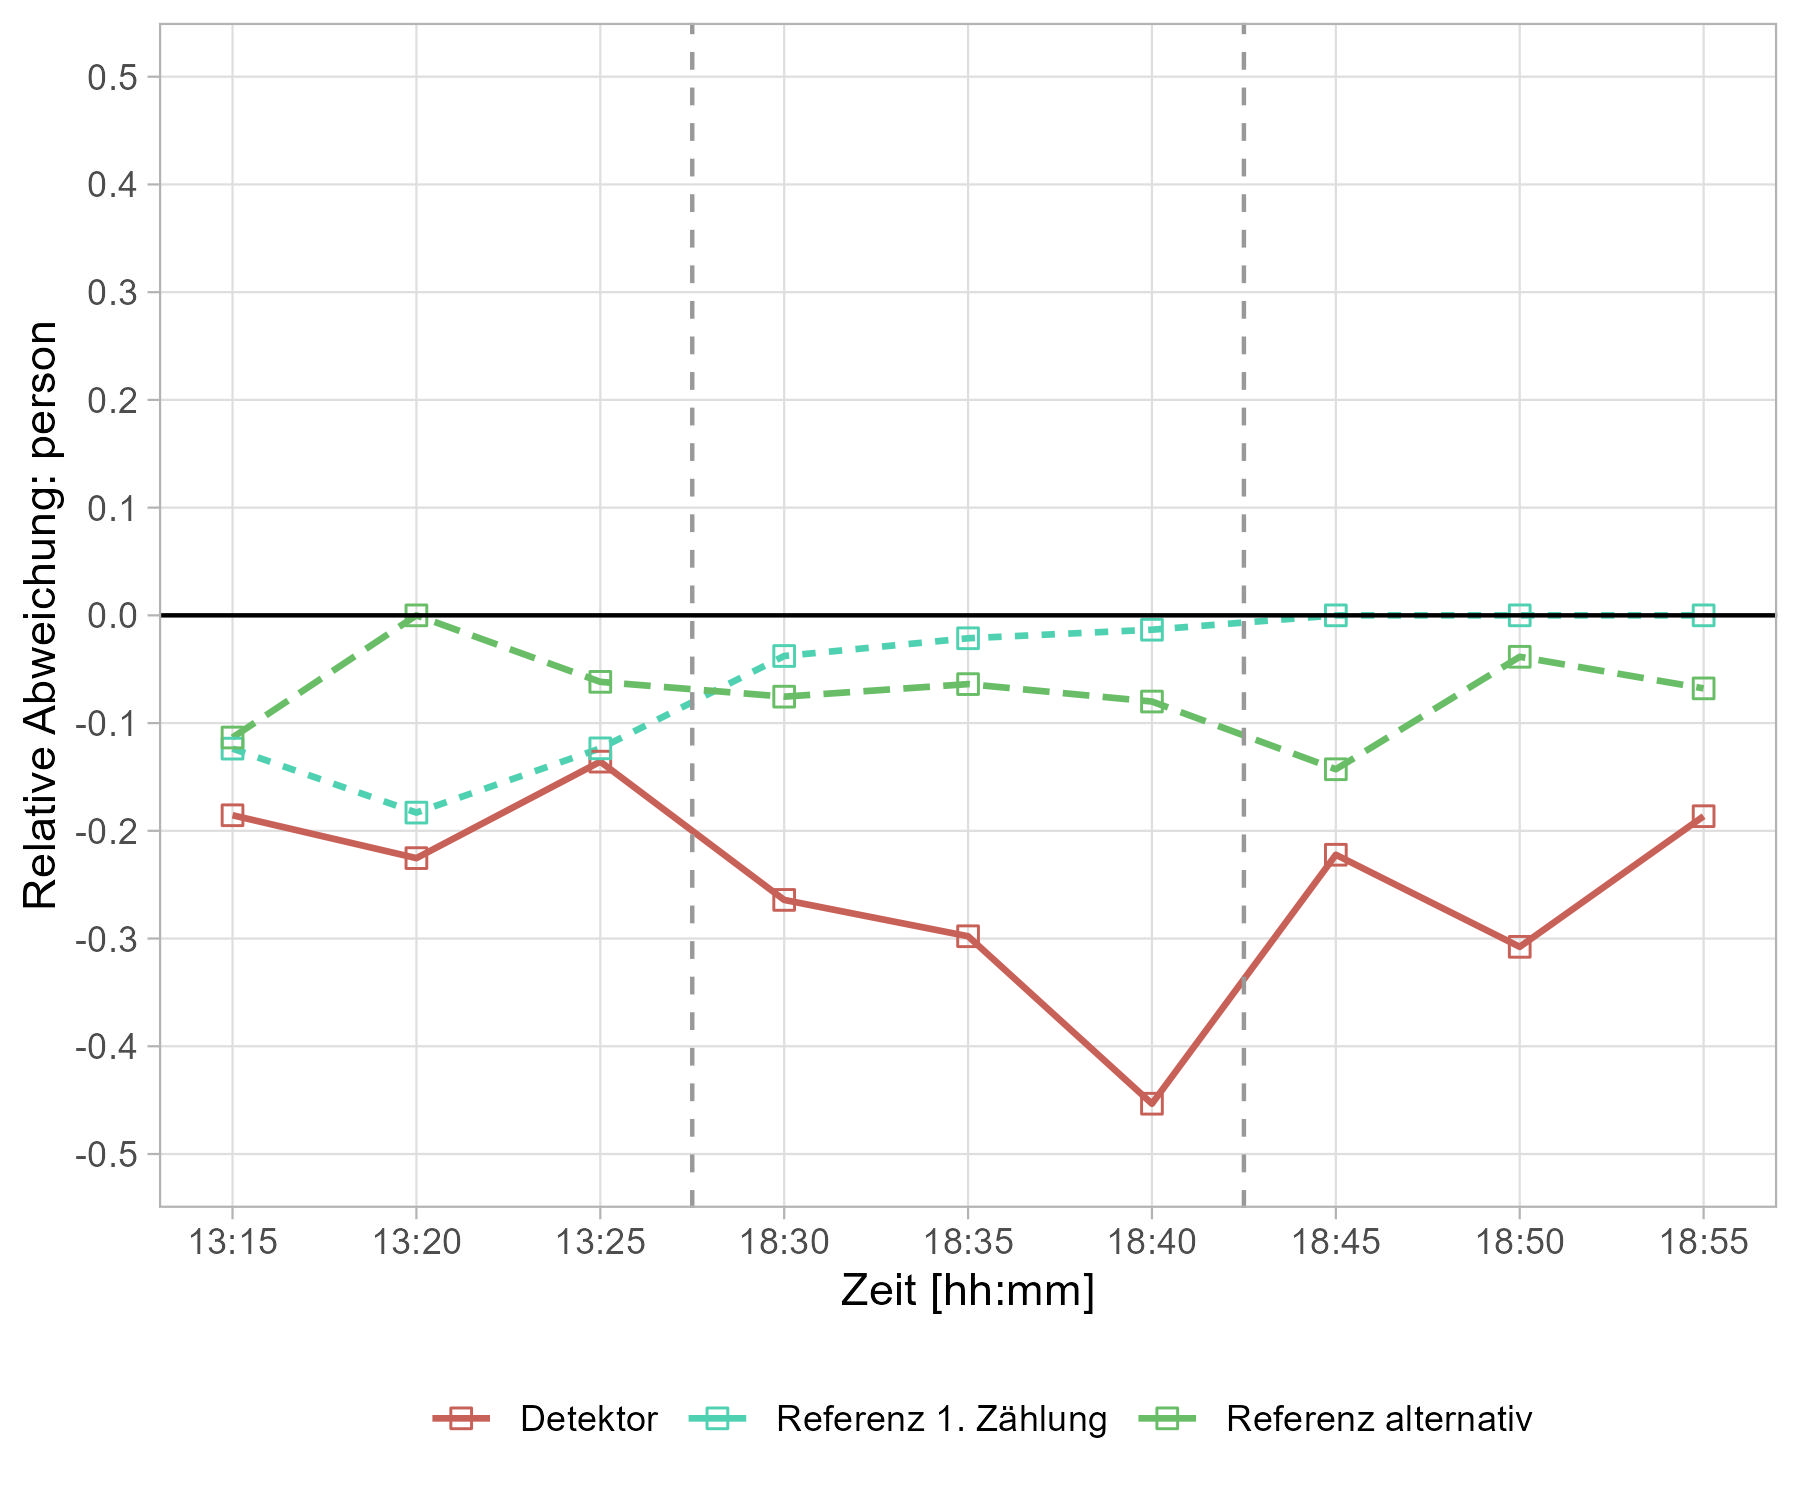 Relative Abweichung: person
0.5
0.4
0.3
0.2
0.1
0.0
-0.1
-0.2
-0.3
-0.4
-0.5
13:15 13:20 13:25 18:30 18:35 18:40 18:45 18:50 18:55
Zeit [hh:mm]
Detektor Referenz 1. Zählung Referenz alternativ